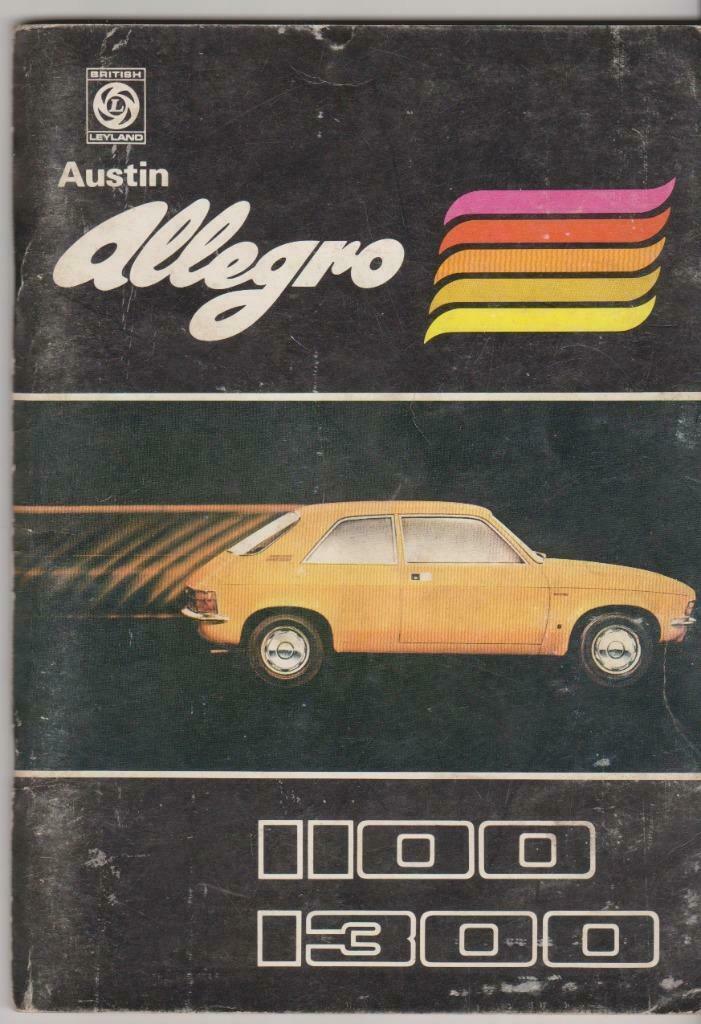 BRITISH
L
LEYLAND
Austin
Allegro
1100
1300